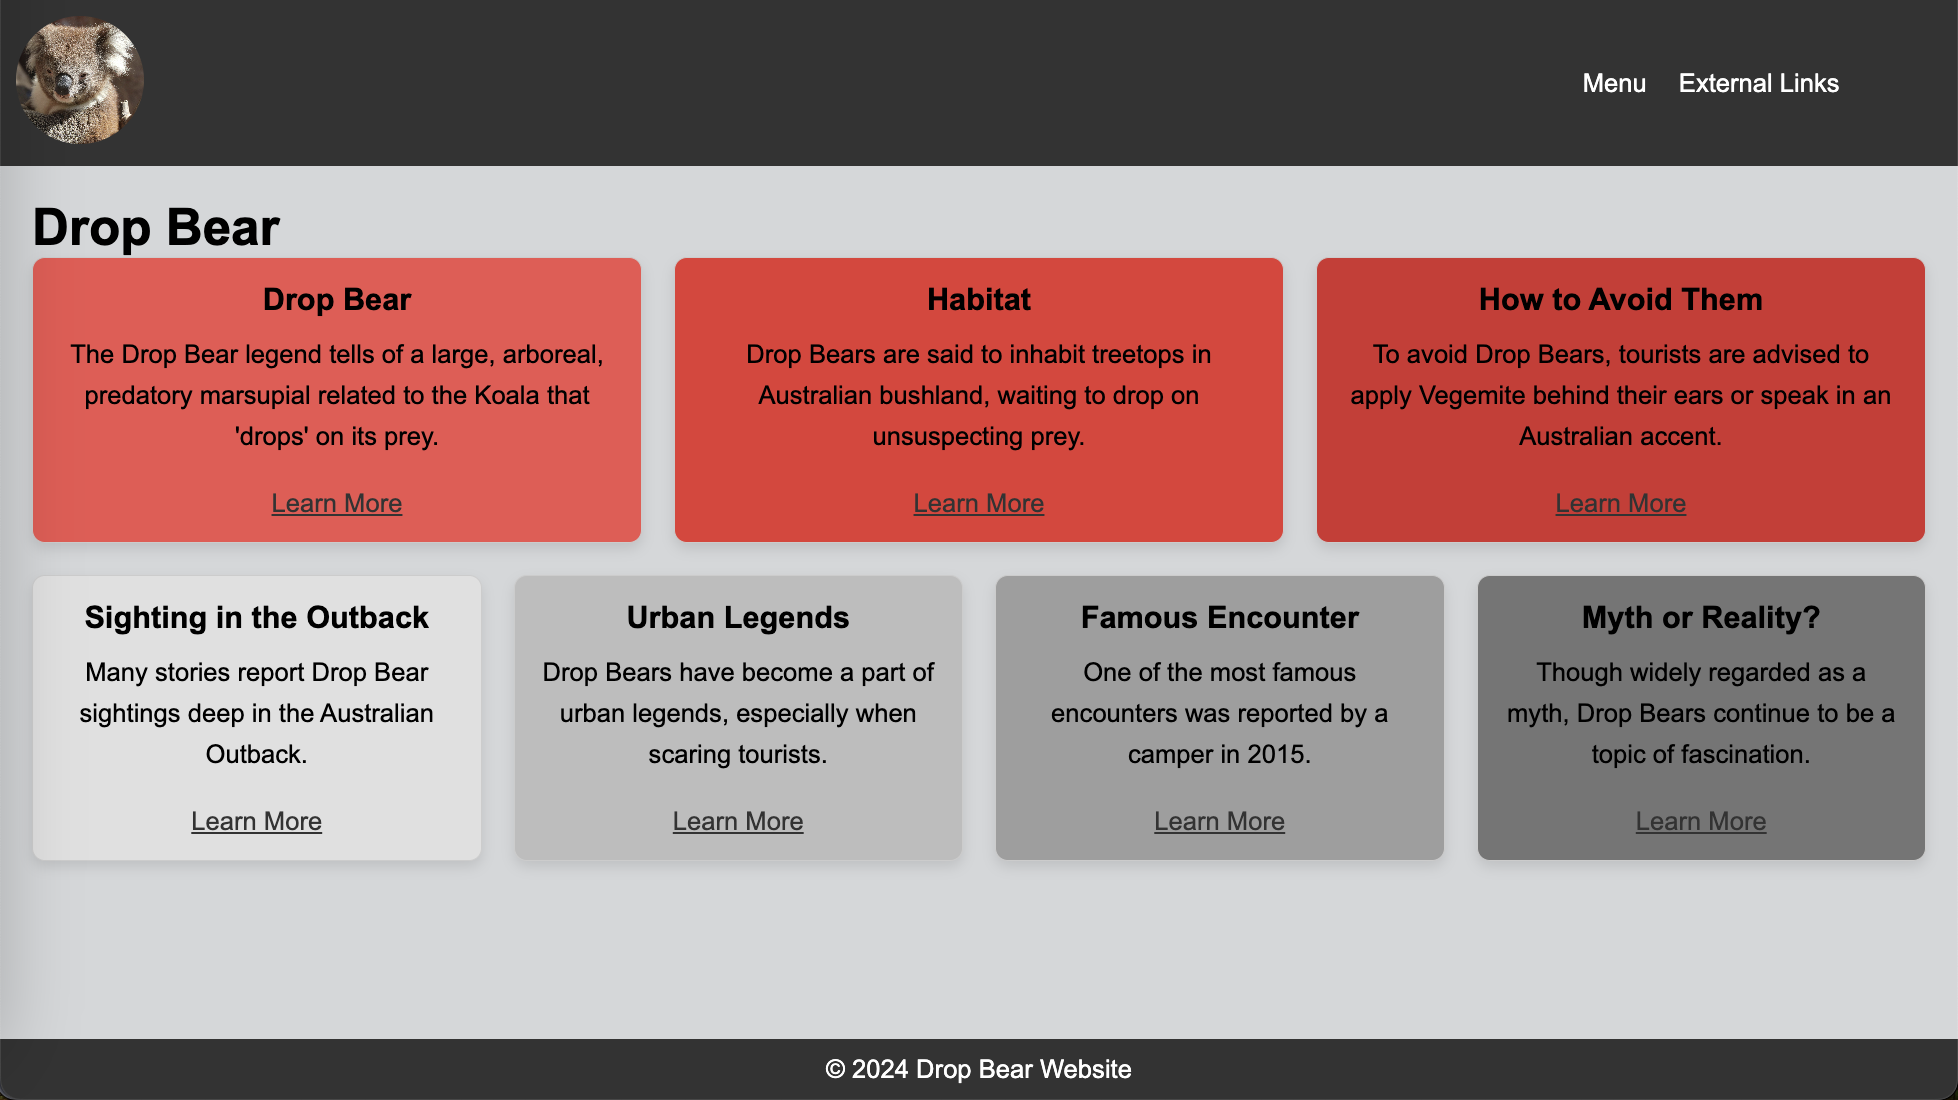 Menu External Links
Drop Bear
Drop Bear
The Drop Bear legend tells of a large, arboreal,
predatory marsupial related to the Koala that
'drops' on its prey.
Learn More
Habitat
Drop Bears are said to inhabit treetops in
Australian bushland, waiting to drop on
unsuspecting prey.
Learn More
How to Avoid Them
To avoid Drop Bears, tourists are advised to
apply Vegemite behind their ears or speak in an
Australian accent.
Learn More
Sighting in the Outback
Many stories report Drop Bear
sightings deep in the Australian
Outback.
Learn More
Urban Legends
Drop Bears have become a part of
urban legends, especially when
scaring tourists.
Learn More
Famous Encounter
One of the most famous
encounters was reported by a
camper in 2015.
Learn More
Myth or Reality?
Though widely regarded as a
myth, Drop Bears continue to be a
topic of fascination.
Learn More
© 2024 Drop Bear Website